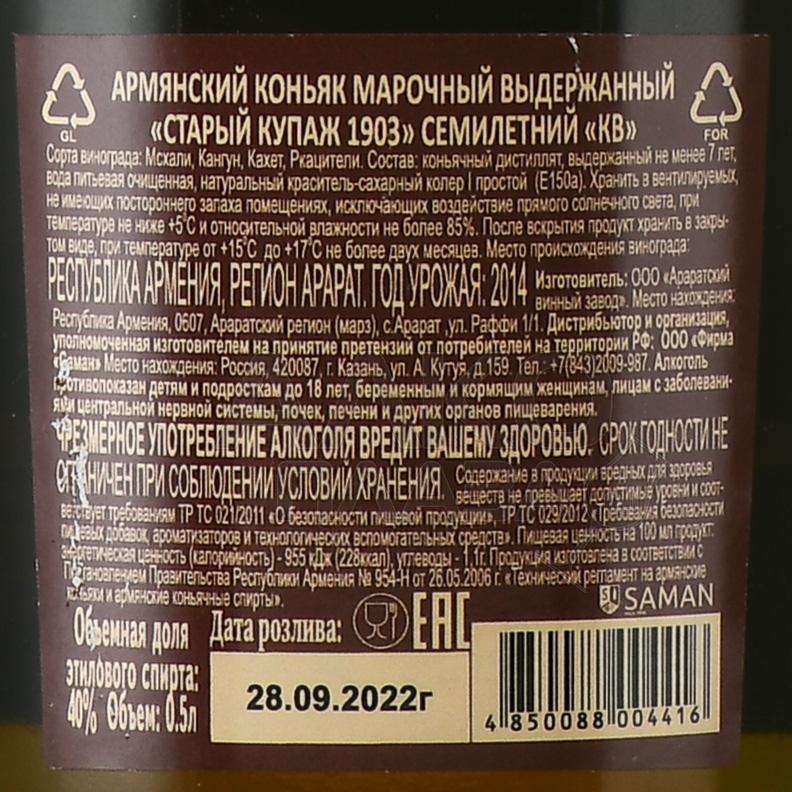 АРМЯНСКИЙ КОНЬЯК МАРОЧНЫЙ ВЫДЕРЖАННЫЙ
«СТАРЫЙ КУПАЖ 1903» СЕМИЛЕТНИЙ «КВ»
GL
FOR
Сорта винограда: Мсхали, Кангун, Кахет, Ркацители. Состав: коньячный дистиллят, выдержанный не менее 7 лет,
вода питьевая очищенная, натуральный краситель-сахарный колер I простой (Е150а). Хранить в вентилируемых,
не имеющих постороннего запаха помещениях, исключающих воздействие прямого солнечного света, при
температуре не ниже +5°С и относительной влажности не более 85%. После вскрытия продукт хранить в закры-
том виде, при температуре от +15°С до +17°С не более двух месяцев. Место происхождения винограда:
РЕСПУБЛИКА АРМЕНИЯ, РЕГИОН АРАРАТ. ГОД УРОЖАЯ: 2014 Изготовитель: ООО «Араратский
винный завод». Место нахождения:
Республика Армения, 0607, Араратский регион (марз), с.Арарат ,ул. Раффи 1/1. Дистрибьютор и организация,
уполномоченная изготовителем на принятие претензий от потребителей на территории РФ: ООО «Фирма
«Саман» Место нахождения: Россия, 420087, г. Казань, ул. А. Кутуя, д.159. Тел.: +7(843)2009-987. Алкоголь
противопоказан детям и подросткам до 18 лет, беременным и кормящим женщинам, лицам с заболевани-
ями центральной нервной системы, почек, печени и других органов пищеварения.
ЧРЕЗМЕРНОЕ УПОТРЕБЛЕНИЕ АЛКОГОЛЯ ВРЕДИТ ВАШЕМУ ЗДОРОВЬЮ. СРОК ГОДНОСТИ НЕ
ОГРАНИЧЕН ПРИ СОБЛЮДЕНИИ УСЛОВИЙ ХРАНЕНИЯ. Содержание в продукции вредных для здоровья
веществ не превышает допустимые уровни и соот-
ветствует требованиям ТР ТС 021/2011 «О безопасности пищевой продукции», ТР ТС 029/2012 «Требования безопасности
пищевых добавок, ароматизаторов и технологических вспомогательных средств». Пищевая ценность на 100 мл продукт:
энергетическая ценность (калорийность) - 955 кДж (228ккал), углеводы - 1.1г. Продукция изготовлена в соответствии с
Постановлением Правительства Республики Армения № 954-Н от 26.05.2006 г. «Технический регламент на армянские
коньяки и армянские коньячные спирты».
SAMAN
Объемная доля
этилового спирта:
40% Объем: 0.5л
Дата розлива:
EAC
28.09.2022г
4 850088 004416